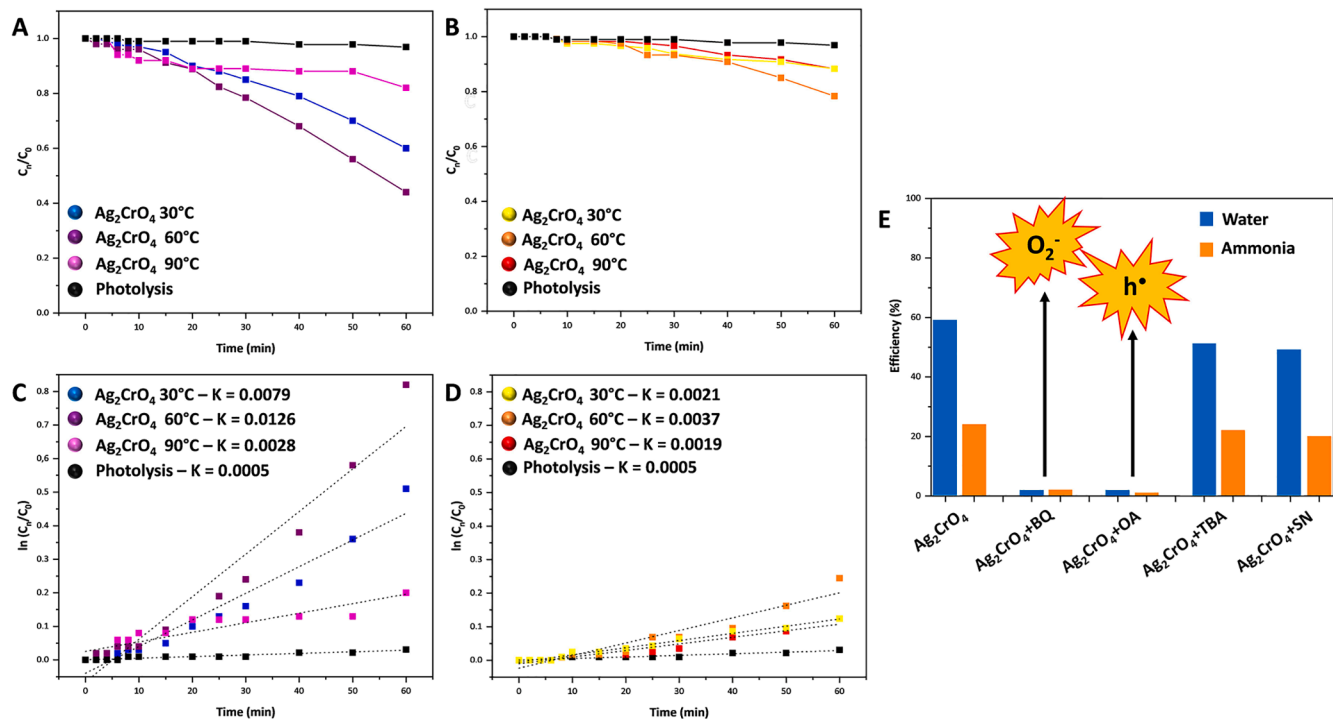 A
1.0
0.8
0.6
0.4
0.2
0.0
Cn/C0
Ag2CrO4 30°C
Ag2CrO4 60°C
Ag2CrO4 90°C
Photolysis
0 10 20 30 40 50 60
Time (min)
B
1.0
0.8
0.6
0.4
0.2
0.0
Cn/C0
Ag2CrO4 30°C
Ag2CrO4 60°C
Ag2CrO4 90°C
Photolysis
0 10 20 30 40 50 60
Time (min)
C
0.8
0.7
0.6
0.5
0.4
0.3
0.2
0.1
0.0
ln (Cn/C0)
Ag2CrO4 30°C – K = 0.0079
Ag2CrO4 60°C – K = 0.0126
Ag2CrO4 90°C – K = 0.0028
Photolysis – K = 0.0005
0 10 20 30 40 50 60
Time (min)
D
0.8
0.7
0.6
0.5
0.4
0.3
0.2
0.1
0.0
ln (Cn/C0)
Ag2CrO4 30°C – K = 0.0021
Ag2CrO4 60°C – K = 0.0037
Ag2CrO4 90°C – K = 0.0019
Photolysis – K = 0.0005
0 10 20 30 40 50 60
Time (min)
E
100
80
60
40
20
0
Efficiency (%)
O2-
h•
Water
Ammonia
Ag2CrO4
Ag2CrO4+BQ
Ag2CrO4+OA
Ag2CrO4+TBA
Ag2CrO4+SN